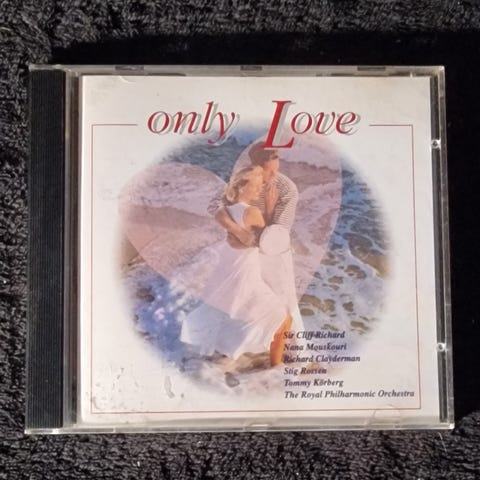 only Love
Sir Cliff Richard
Nana Mouskouri
Richard Clayderman
Stig Rossen
Tommy Körberg
The Royal Philharmonic Orchestra